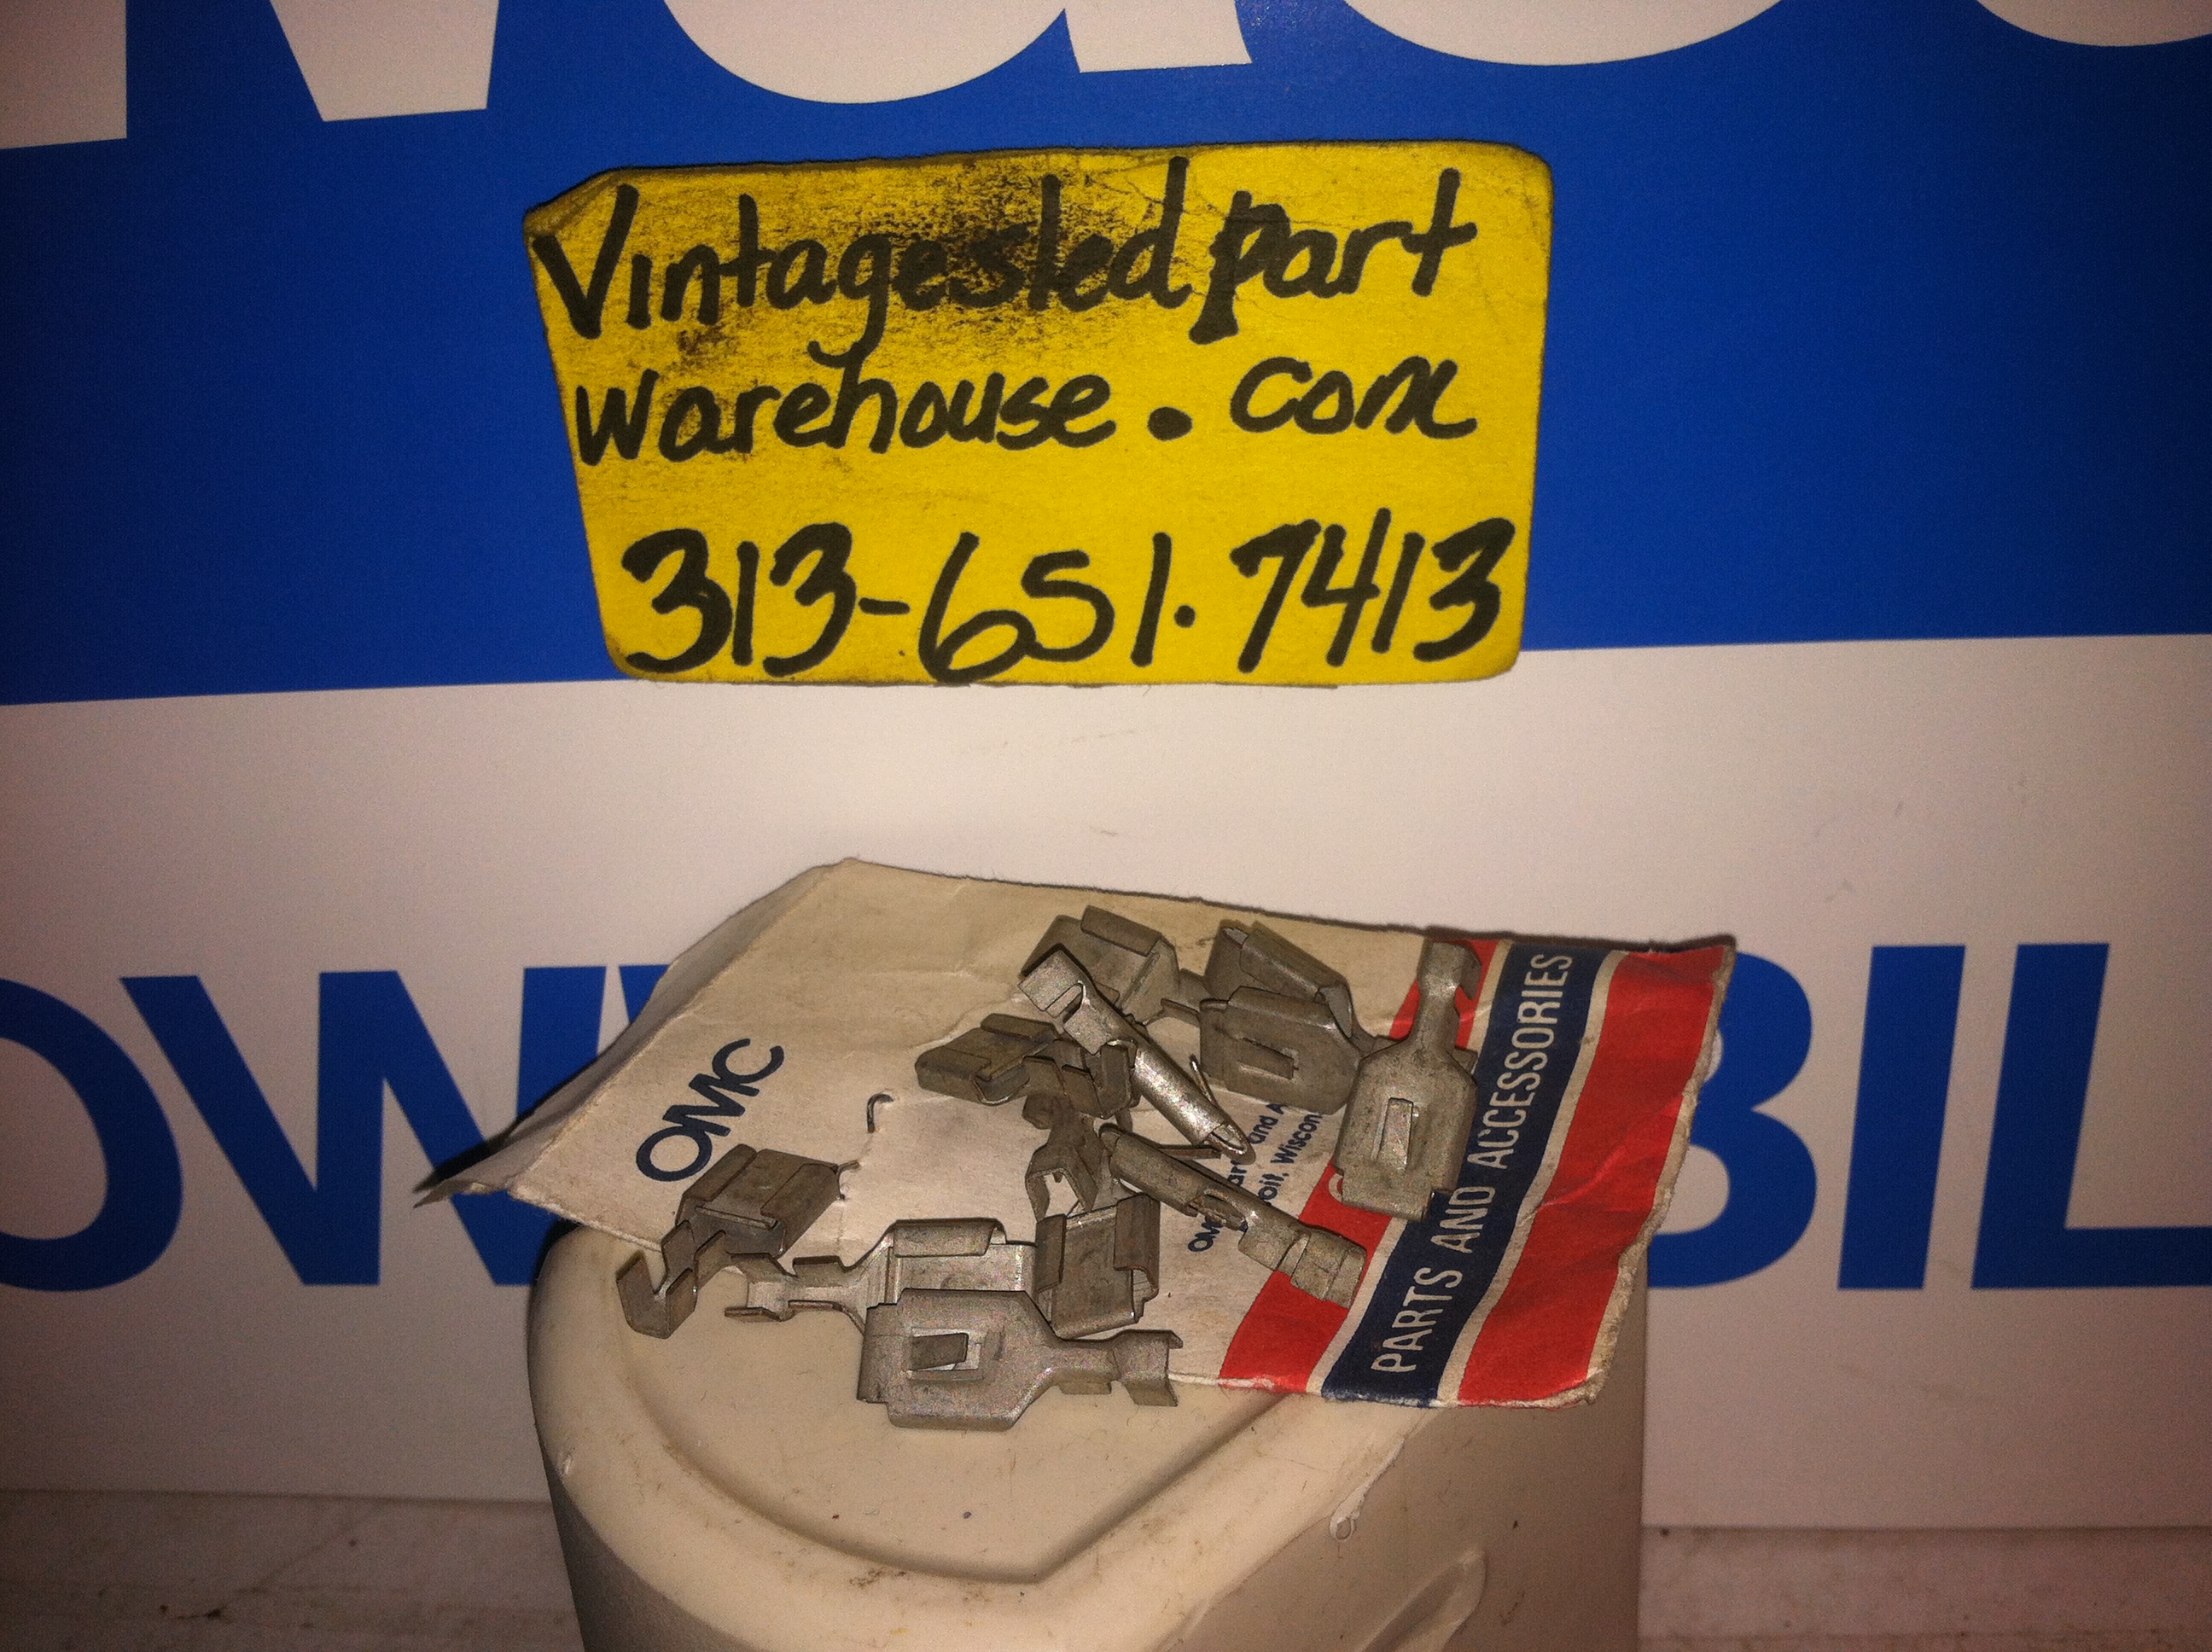 Vintagesled part
warehouse.com
313-651.7413
OMC
PARTS AND ACCESSORIES